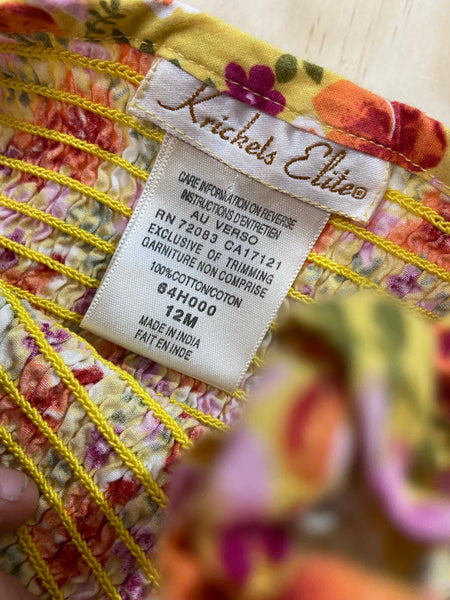 Krickets Elite®
CARE INFORMATION ON REVERSE
INSTRUCTIONS D'ENTRETIEN
AU VERSO
RN 72083 CA17121
EXCLUSIVE OF TRIMMING
GARNITURE NON COMPRISE
100%COTTON/COTON
64H000
12M
MADE IN INDIA
FAIT EN INDE